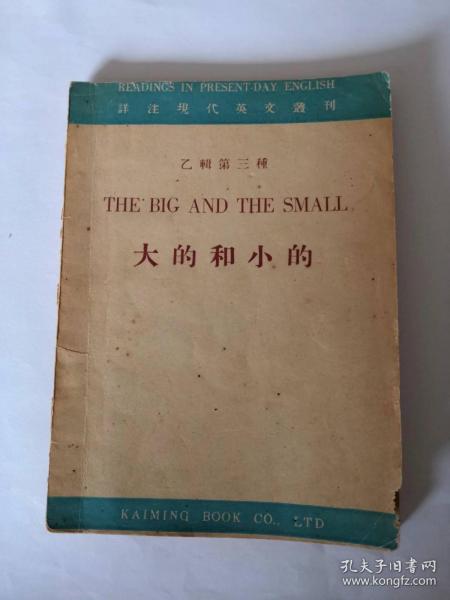 READINGS IN PRESENT-DAY ENGLISH
詳注現代英文叢刊
乙輯第三種
THE BIG AND THE SMALL
大的和小的
KAIMING BOOK CO., LTD
孔夫子旧书网
www.kongfz.com